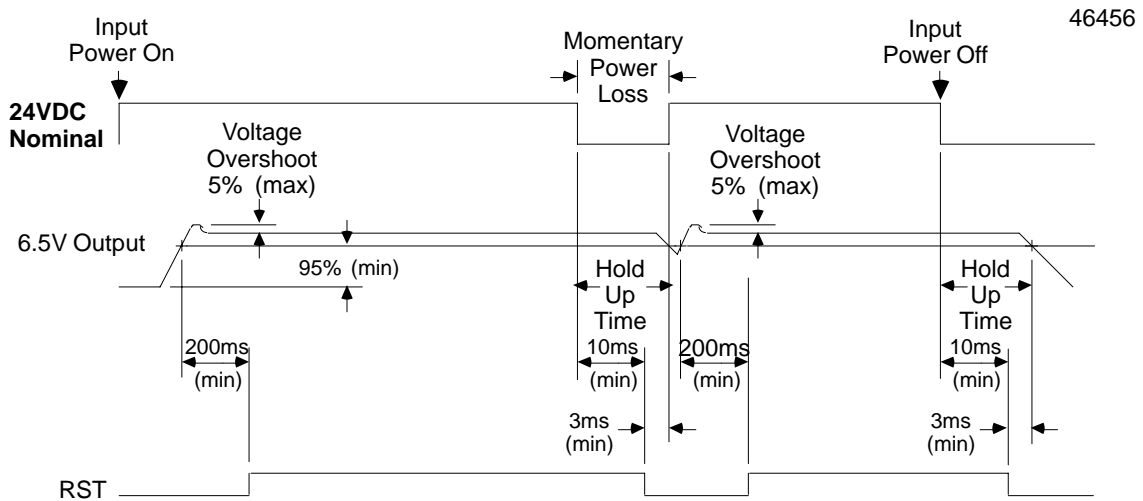 46456
Input
Power On
Momentary
Power
Loss
Input
Power Off
24VDC
Nominal
Voltage
Overshoot
5% (max)
Voltage
Overshoot
5% (max)
6.5V Output
95% (min)
Hold
Up
Time
Hold
Up
Time
200ms
(min)
10ms
(min)
200ms
(min)
10ms
(min)
3ms
(min)
3ms
(min)
RST